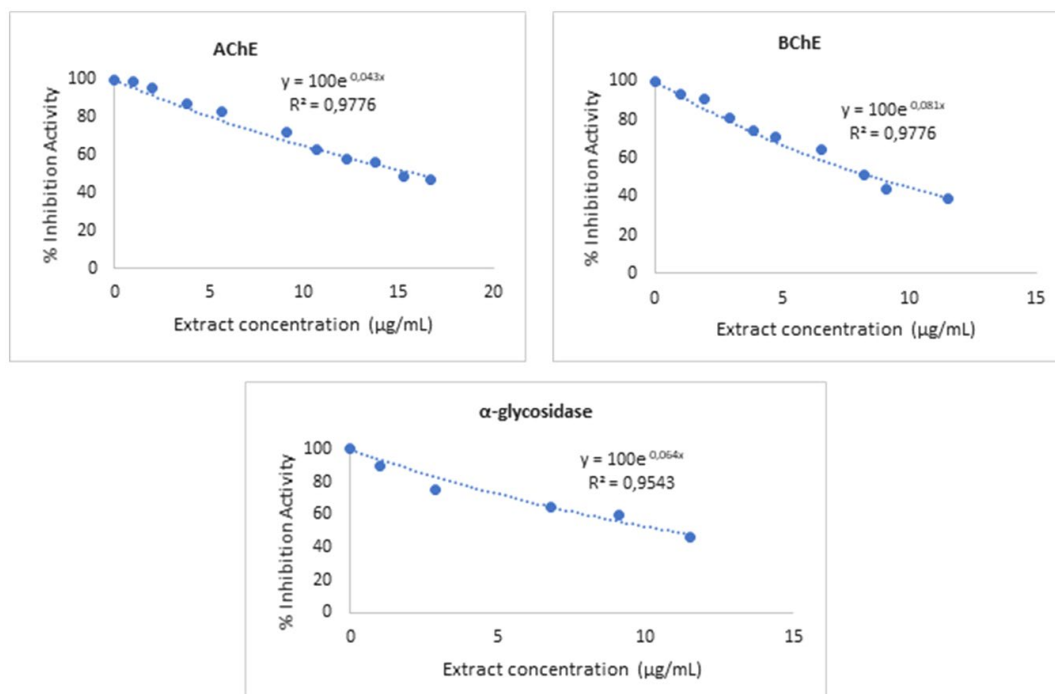 AChE
y = 100e 0,043x
R² = 0,9776
100
80
60
40
20
0
% Inhibition Activity
0 5 10 15 20
Extract concentration (µg/mL)
BChE
y = 100e 0,081x
R² = 0,9776
100
80
60
40
20
0
% Inhibition Activity
0 5 10 15
Extract concentration (µg/mL)
α-glycosidase
y = 100e 0,064x
R² = 0,9543
100
80
60
40
20
0
% Inhibition Activity
0 5 10 15
Extract concentration (µg/mL)